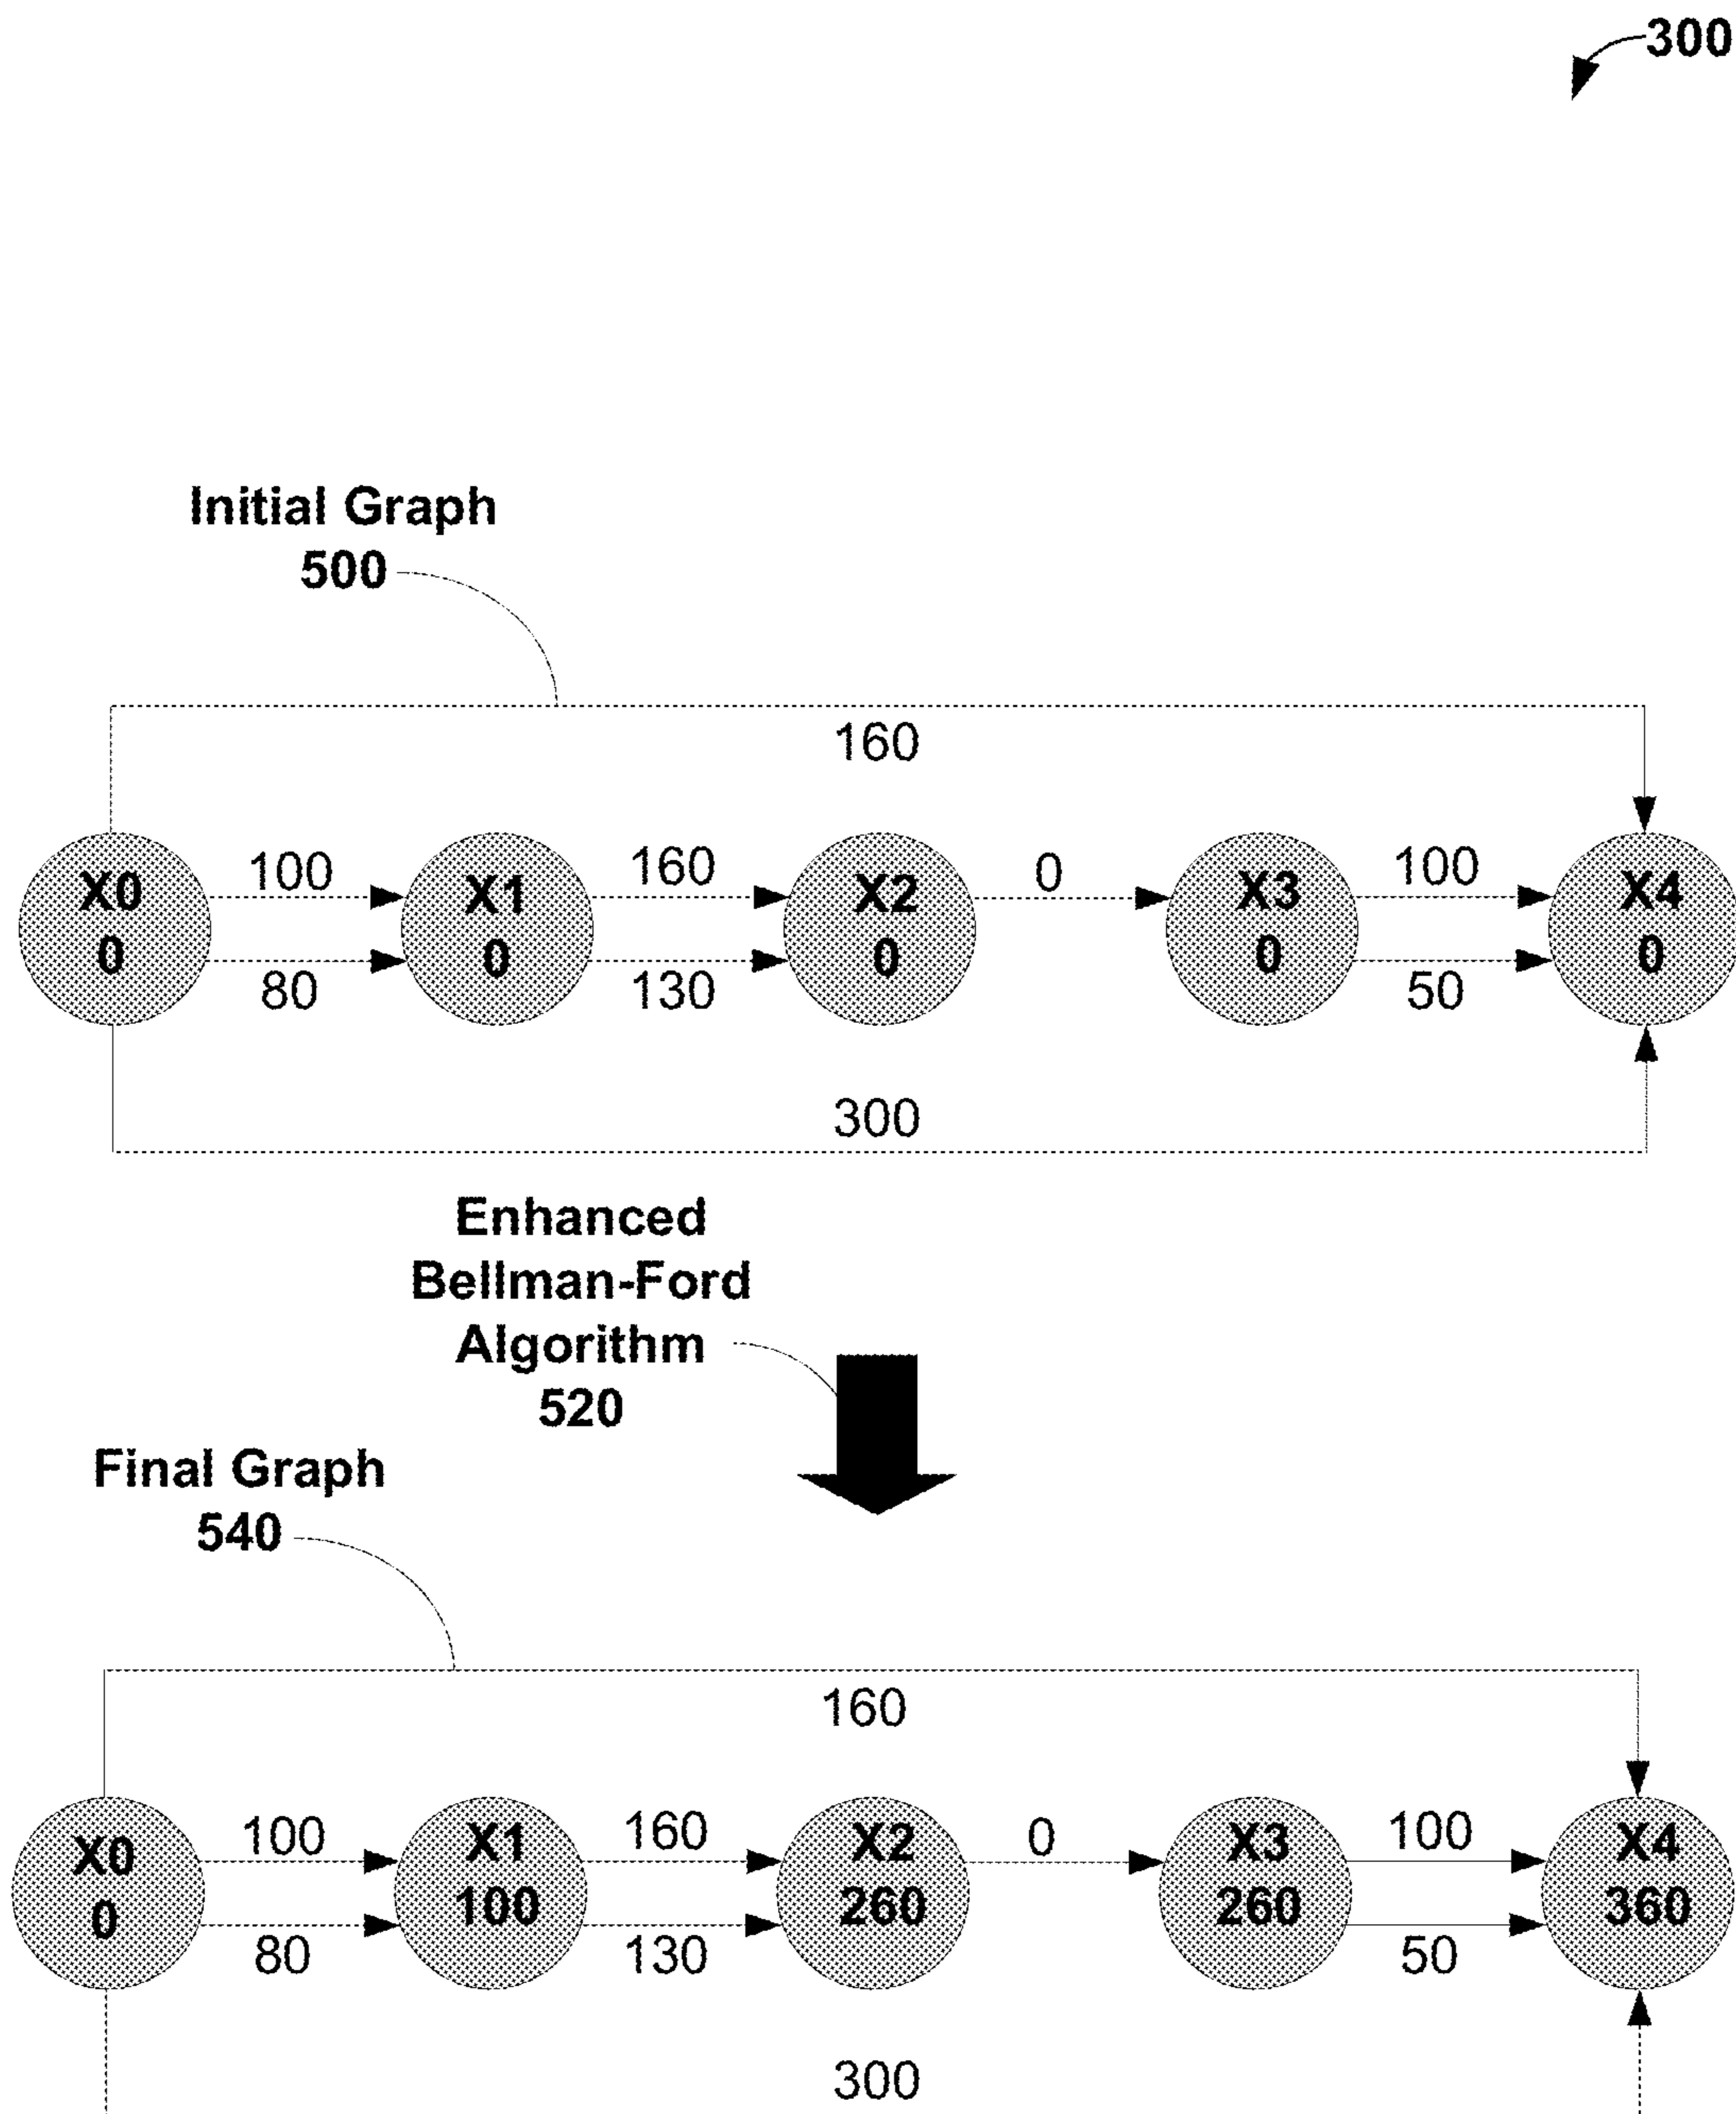 300
Initial Graph
500
160
100 160 0 100
X0 X1 X2 X3 X4
0 0 0 0 0
80 130 50
300
Enhanced
Bellman-Ford
Algorithm
520
Final Graph
540
160
100 160 0 100
X0 X1 X2 X3 X4
0 100 260 260 360
80 130 50
300